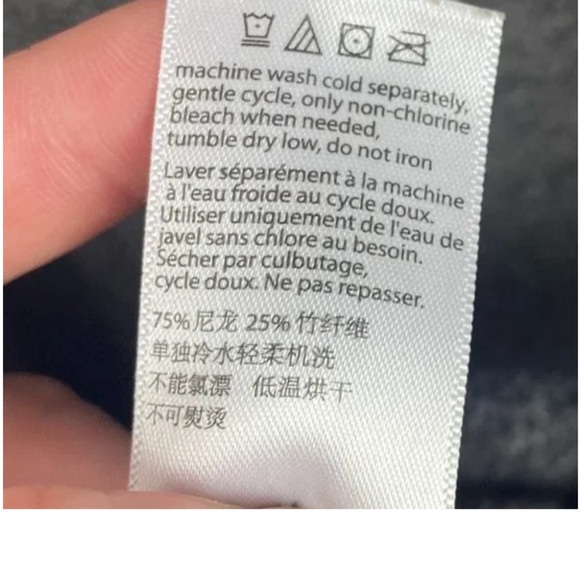 machine wash cold separately,
gentle cycle, only non-chlorine
bleach when needed,
tumble dry low, do not iron
Laver séparément à la machine
à l'eau froide au cycle doux.
Utiliser uniquement de l'eau de
javel sans chlore au besoin.
Sécher par culbutage,
cycle doux. Ne pas repasser.
75% 尼龙 25% 竹纤维
单独冷水轻柔机洗
不能氯漂 低温烘干
不可熨烫